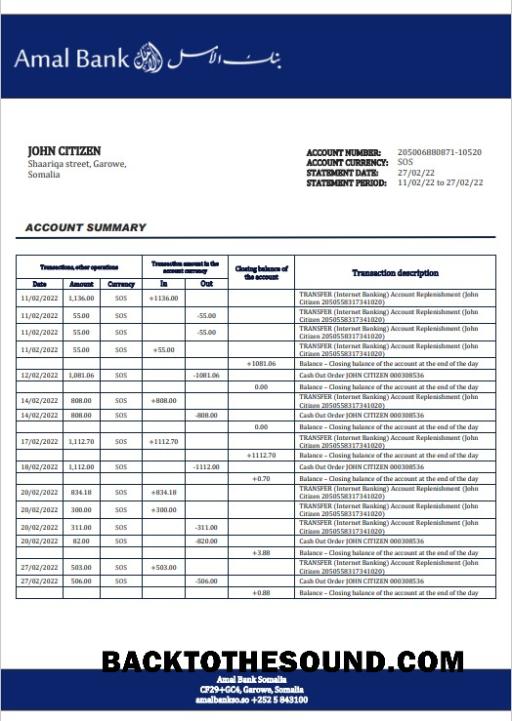 Amal Bank بنك الأمل
JOHN CITIZEN
Shaariqa street, Garowe,
Somalia
ACCOUNT NUMBER: 205006880871-10520
ACCOUNT CURRENCY: SOS
STATEMENT DATE: 27/02/22
STATEMENT PERIOD: 11/02/22 to 27/02/22
ACCOUNT SUMMARY
Transactions, other operations Transaction amount in the account currency Closing balance of the account Transaction description
Date Amount Currency In Out
11/02/2022 1,136.00 SOS +1136.00 TRANSFER (Internet Banking) Account Replenishment (John
Citizen 2050558317341020)
11/02/2022 55.00 SOS -55.00 TRANSFER (Internet Banking) Account Replenishment (John
Citizen 2050558317341020)
11/02/2022 55.00 SOS -55.00 TRANSFER (Internet Banking) Account Replenishment (John
Citizen 2050558317341020)
11/02/2022 55.00 SOS +55.00 TRANSFER (Internet Banking) Account Replenishment (John
Citizen 2050558317341020)
+1081.06 Balance – Closing balance of the account at the end of the day
12/02/2022 1,081.06 SOS -1081.06 Cash Out Order JOHN CITIZEN 000308536
0.00 Balance – Closing balance of the account at the end of the day
14/02/2022 808.00 SOS +808.00 TRANSFER (Internet Banking) Account Replenishment (John
Citizen 2050558317341020)
14/02/2022 808.00 SOS -808.00 Cash Out Order JOHN CITIZEN 000308536
0.00 Balance – Closing balance of the account at the end of the day
17/02/2022 1,112.70 SOS +1112.70 TRANSFER (Internet Banking) Account Replenishment (John
Citizen 2050558317341020)
+1112.70 Balance – Closing balance of the account at the end of the day
18/02/2022 1,112.00 SOS -1112.00 Cash Out Order JOHN CITIZEN 000308536
+0.70 Balance – Closing balance of the account at the end of the day
20/02/2022 834.18 SOS +834.18 TRANSFER (Internet Banking) Account Replenishment (John
Citizen 2050558317341020)
20/02/2022 300.00 SOS +300.00 TRANSFER (Internet Banking) Account Replenishment (John
Citizen 2050558317341020)
20/02/2022 311.00 SOS -311.00 TRANSFER (Internet Banking) Account Replenishment (John
Citizen 2050558317341020)
20/02/2022 82.00 SOS -820.00 Cash Out Order JOHN CITIZEN 000308536
+3.88 Balance – Closing balance of the account at the end of the day
27/02/2022 503.00 SOS +503.00 TRANSFER (Internet Banking) Account Replenishment (John
Citizen 2050558317341020)
27/02/2022 506.00 SOS -506.00 Cash Out Order JOHN CITIZEN 000308536
+0.88 Balance – Closing balance of the account at the end of the day
BACKTOTHESOUND.COM
Amal Bank Somalia
CF29+GC4, Garowe, Somalia
amalbankso.so +252 5 843100